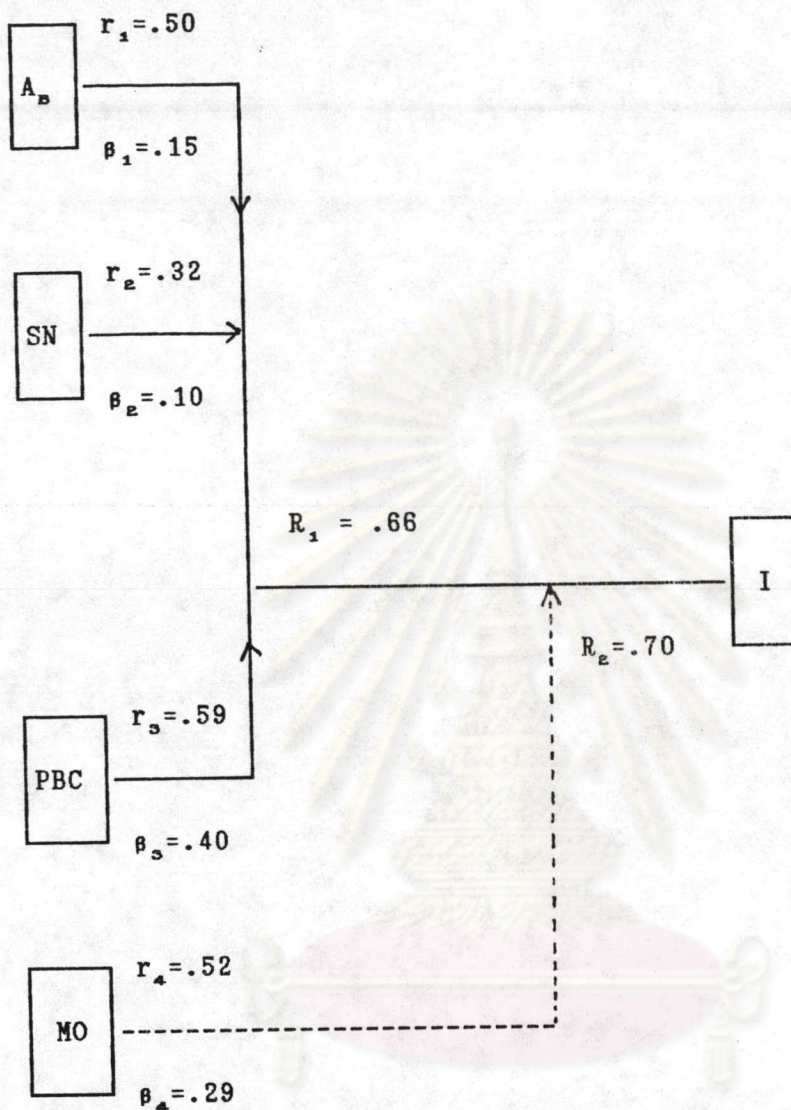 r₁=.50
A_B
β₁=.15
r₂=.32
SN
β₂=.10
R₁ = .66
I
R₂=.70
r₃=.59
PBC
β₃=.40
r₄=.52
MO
β₄=.29